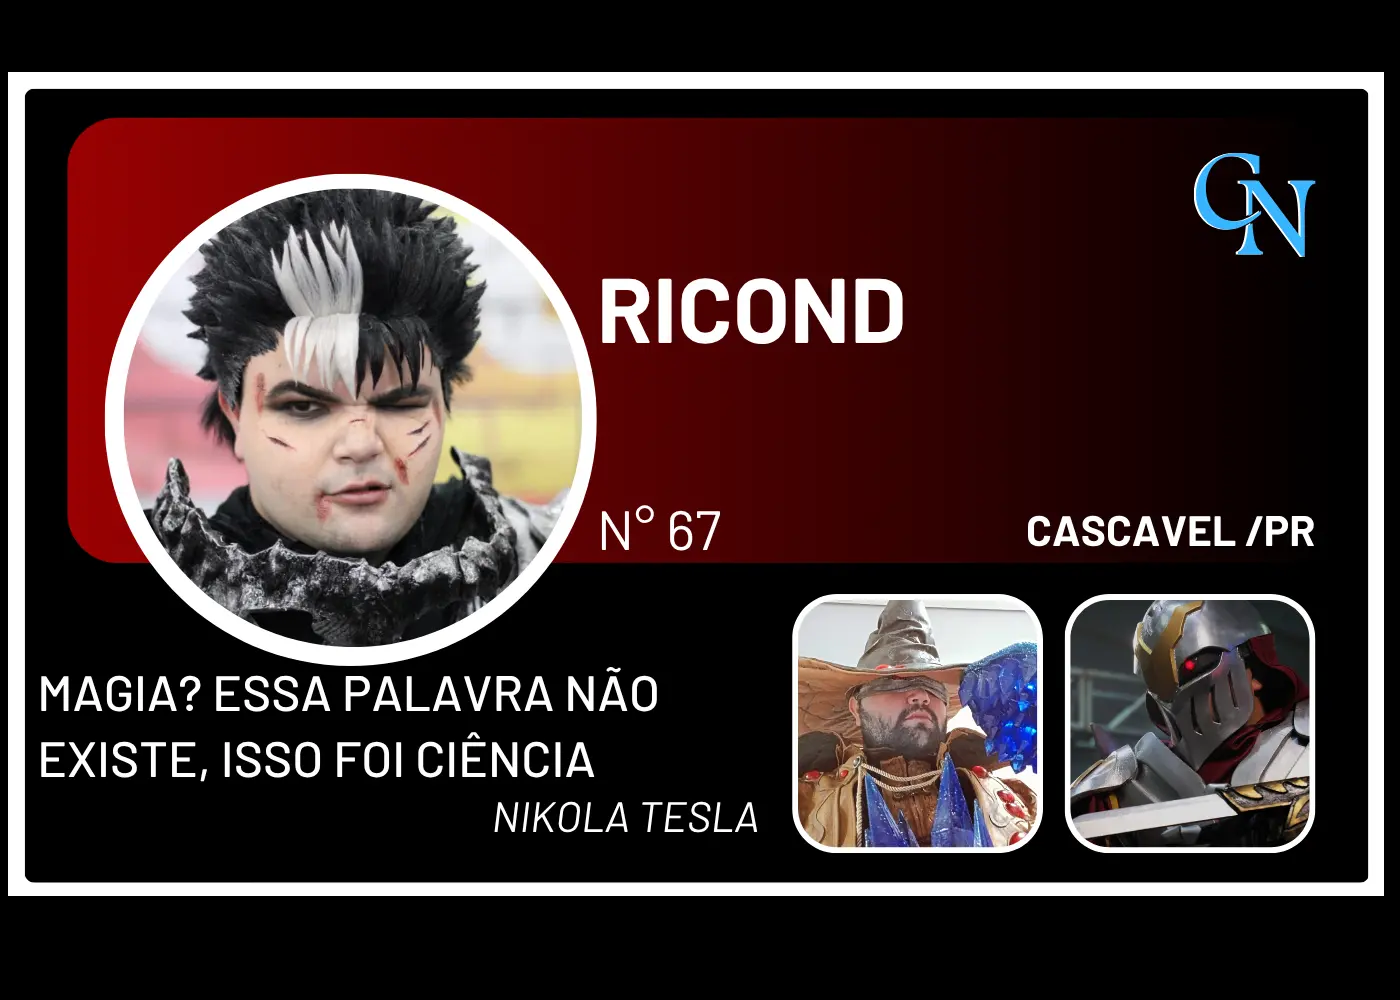 CN
RICOND
N° 67
CASCAVEL /PR
MAGIA? ESSA PALAVRA NÃO
EXISTE, ISSO FOI CIÊNCIA
NIKOLA TESLA